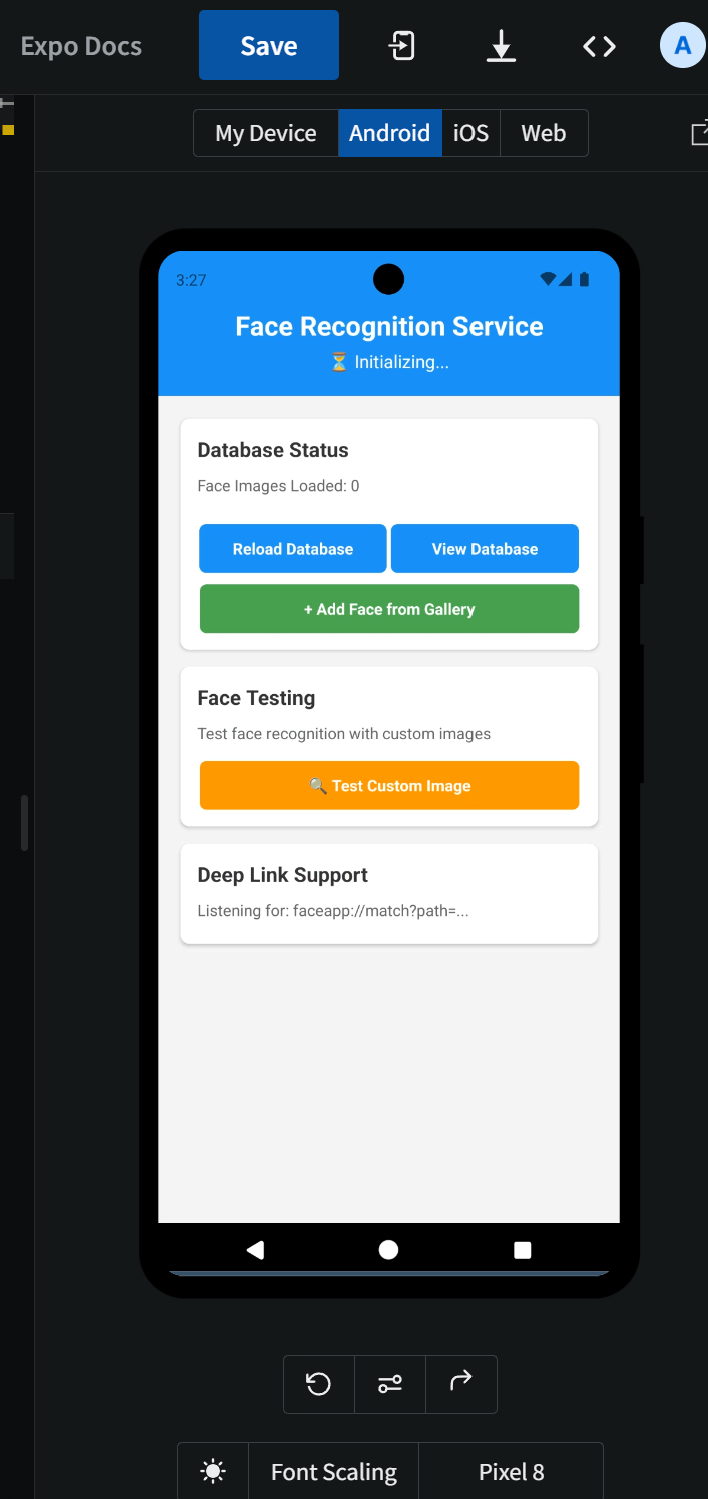 Expo Docs Save A
My Device Android iOS Web
3:27
Face Recognition Service
⏳ Initializing...
Database Status
Face Images Loaded: 0
Reload Database View Database
+ Add Face from Gallery
Face Testing
Test face recognition with custom images
🔍 Test Custom Image
Deep Link Support
Listening for: faceapp://match?path=...
Font Scaling Pixel 8